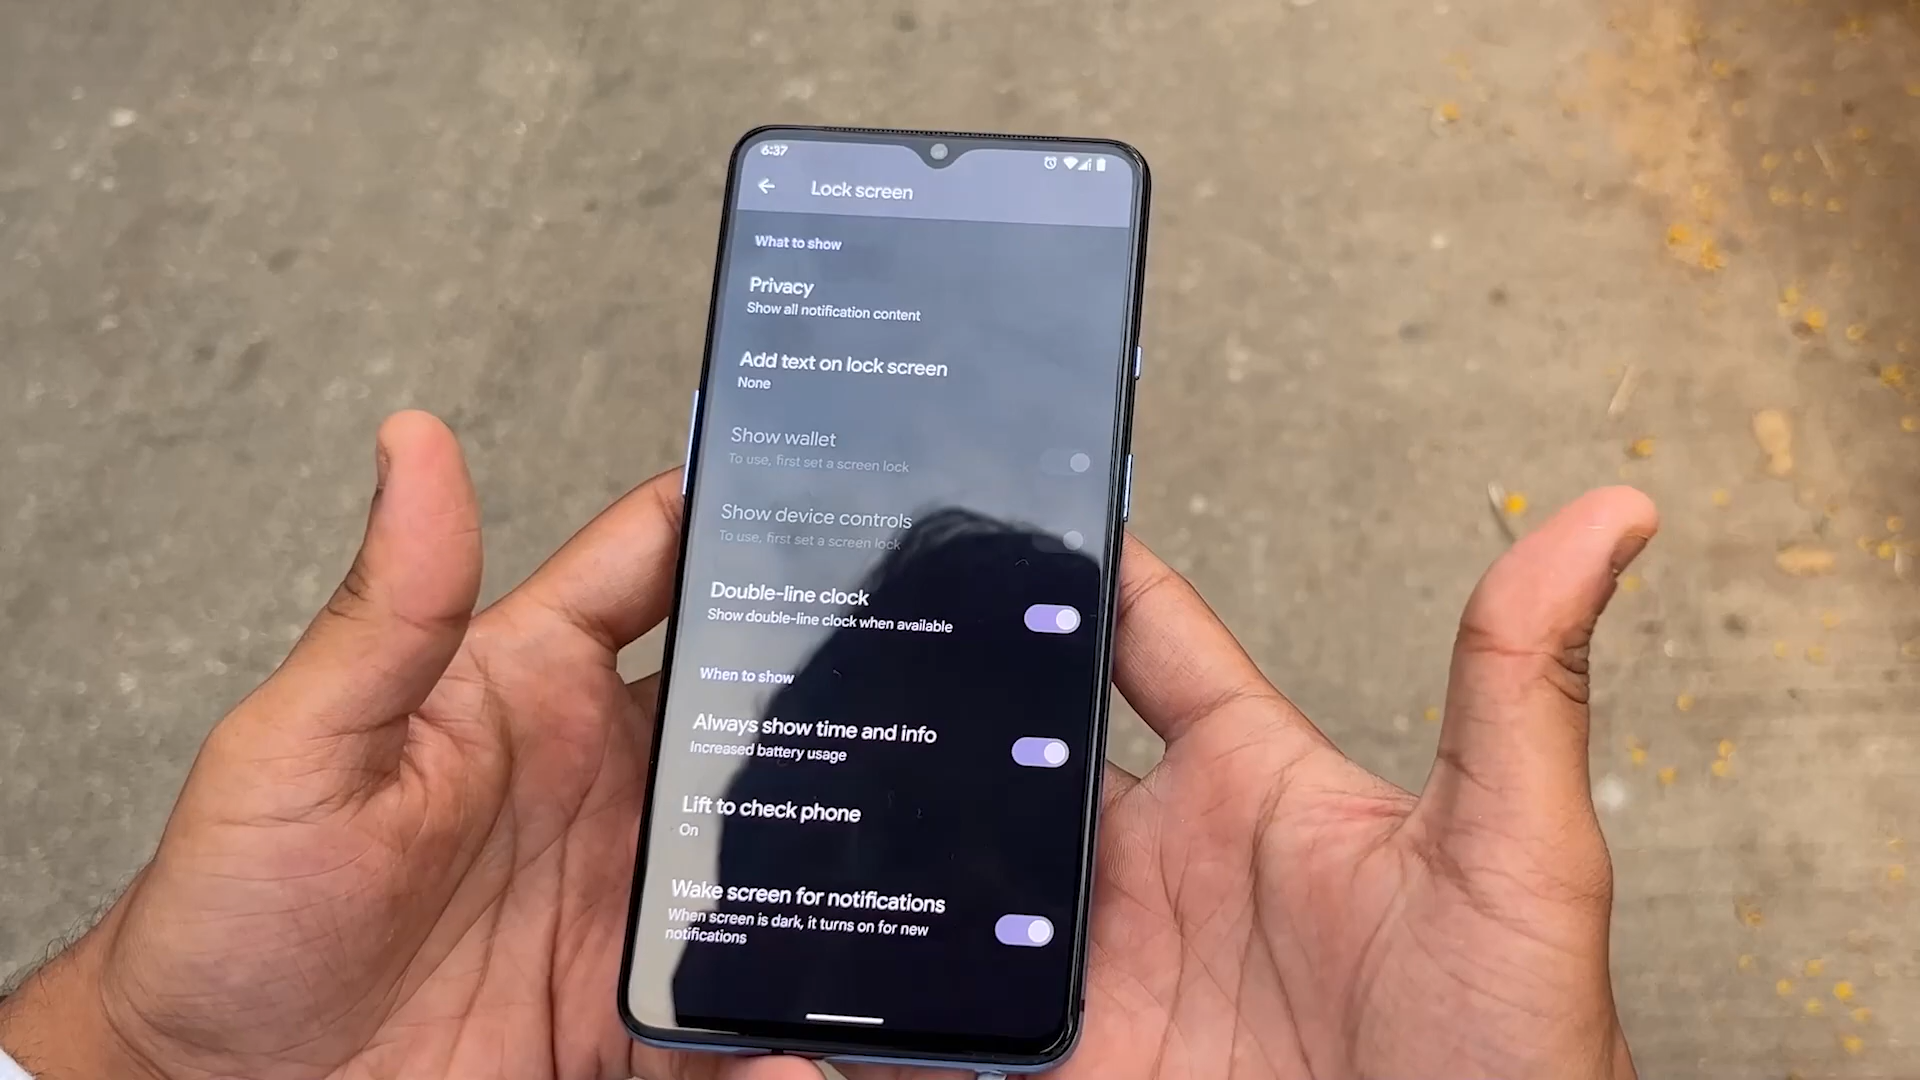 6:37
Lock screen
What to show
Privacy
Show all notification content
Add text on lock screen
None
Show wallet
To use, first set a screen lock
Show device controls
To use, first set a screen lock
Double-line clock
Show double-line clock when available
When to show
Always show time and info
Increased battery usage
Lift to check phone
On
Wake screen for notifications
When screen is dark, it turns on for new
notifications